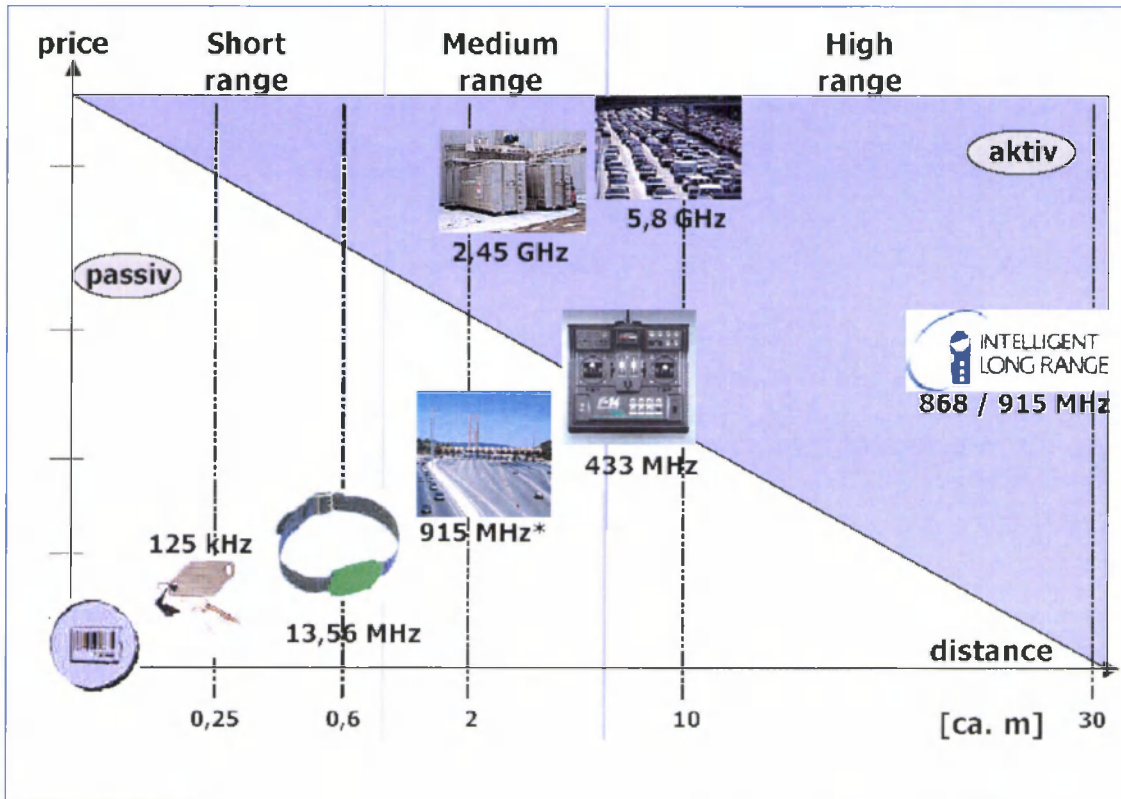 price
Short
range
Medium
range
High
range
aktiv
5,8 GHz
2,45 GHz
passiv
INTELLIGENT
LONG RANGE
868 / 915 MHz
433 MHz
915 MHz*
125 kHz
13,56 MHz
distance
0,25
0,6
2
10
[ca. m]
30